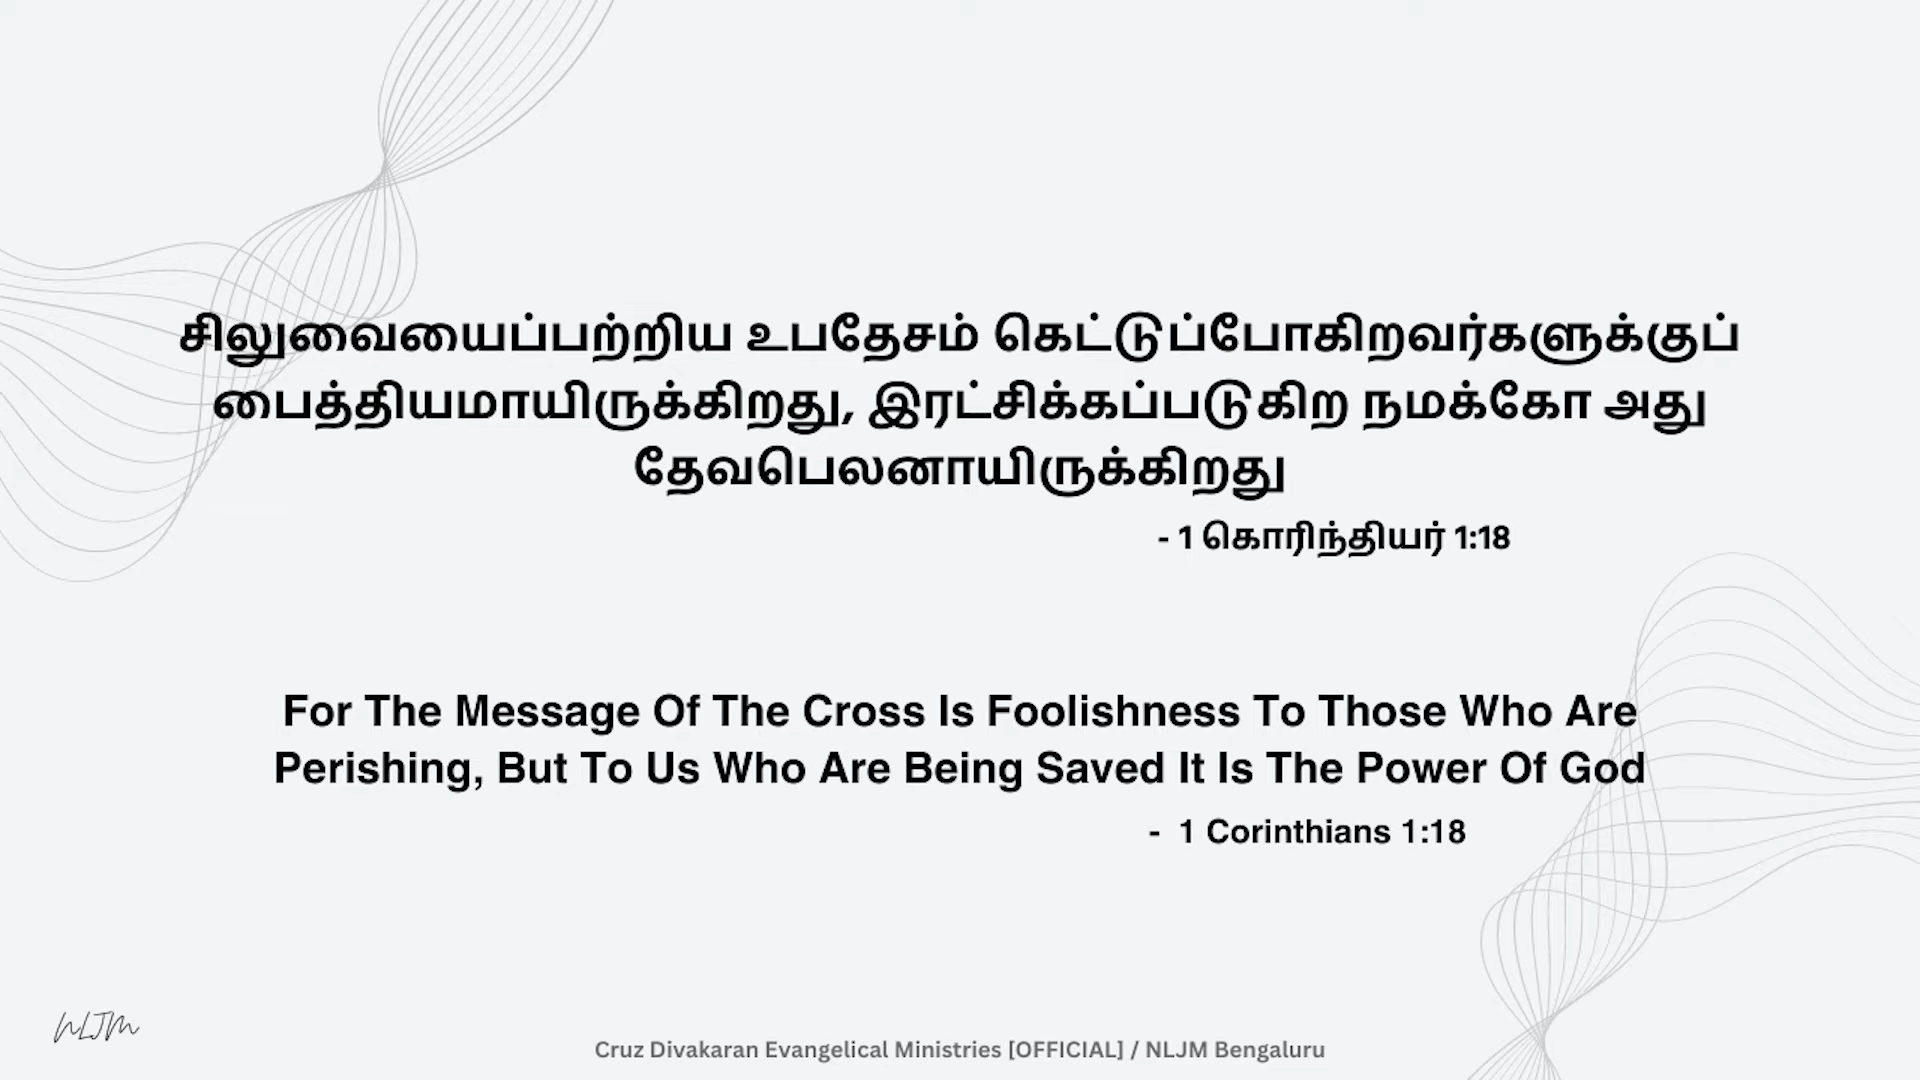 சிலுவையைப்பற்றிய உபதேசம் கெட்டுப்போகிறவர்களுக்குப்
பைத்தியமாயிருக்கிறது, இரட்சிக்கப்படுகிற நமக்கோ அது
தேவபெலனாயிருக்கிறது
- 1 கொரிந்தியர் 1:18
For The Message Of The Cross Is Foolishness To Those Who Are
Perishing, But To Us Who Are Being Saved It Is The Power Of God
- 1 Corinthians 1:18
NLJM
Cruz Divakaran Evangelical Ministries [OFFICIAL] / NLJM Bengaluru